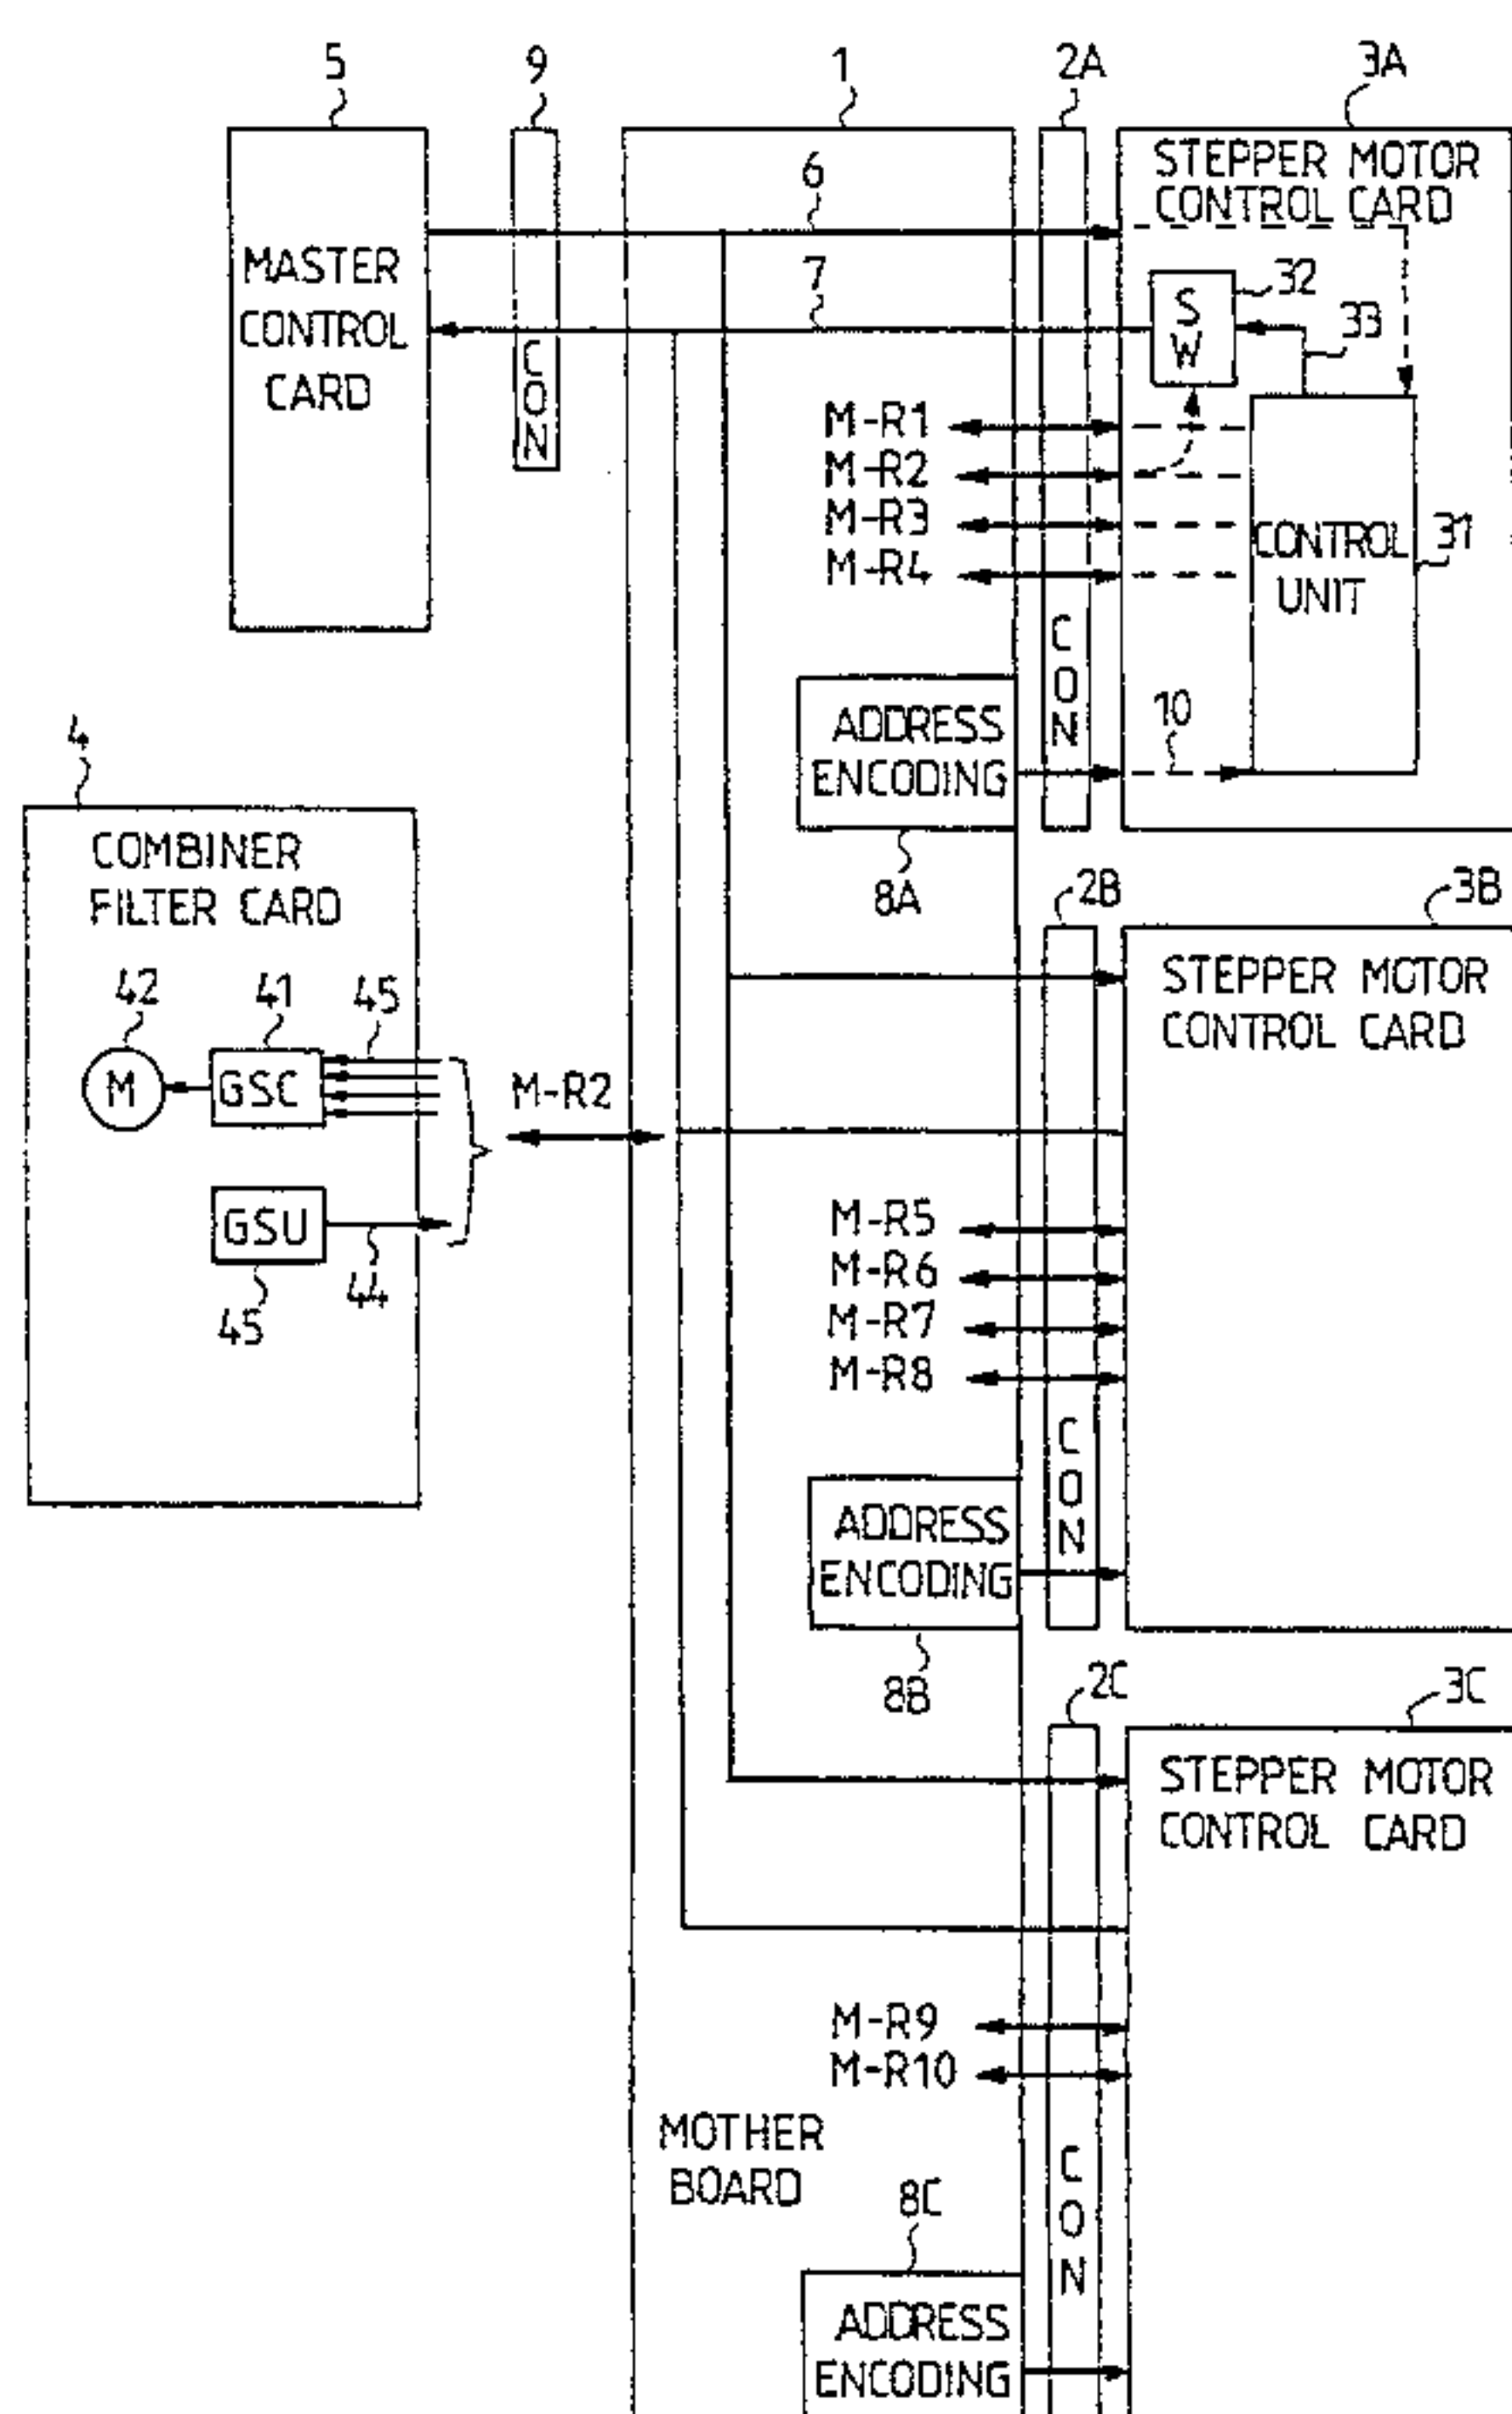 5
9
1
2A
3A
6
STEPPER MOTOR
CONTROL CARD
MASTER
CONTROL
CARD
CON
7
SW
32
33
M-R1
M-R2
M-R3
M-R4
CONTROL
UNIT
31
CON
ADDRESS
ENCODING
10
8A
4
COMBINER
FILTER CARD
42
41
45
M
GSC
M-R2
GSU
44
45
2B
3B
STEPPER MOTOR
CONTROL CARD
M-R5
M-R6
M-R7
M-R8
CON
ADDRESS
ENCODING
8B
2C
3C
STEPPER MOTOR
CONTROL CARD
M-R9
M-R10
MOTHER
BOARD
CON
8C
ADDRESS
ENCODING